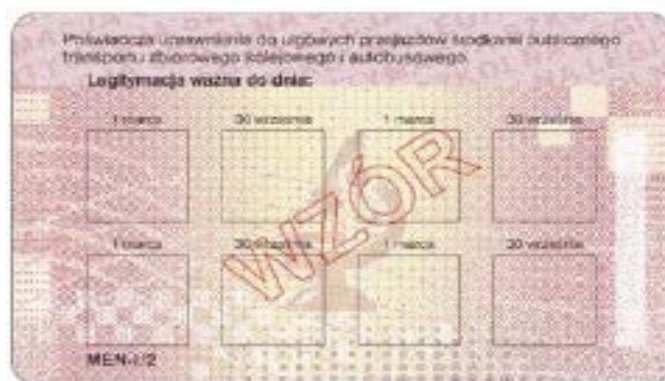 Poświadcza uprawnienia do ulgowych przejazdów środkami publicznego
transportu zbiorowego kolejowego i autobusowego.
Legitymacja ważna do dnia:
1 marca 30 września 1 marca 30 września
WZÓR
1 marca 30 września 1 marca 30 września
MEN-I/2